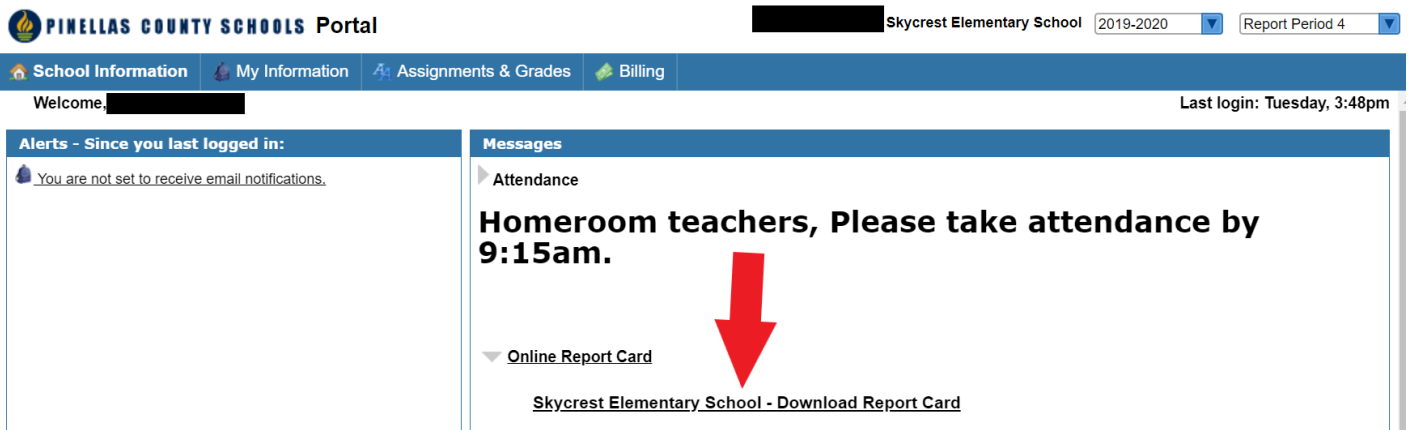 PINELLAS COUNTY SCHOOLS Portal
Skycrest Elementary School 2019-2020 Report Period 4
School Information My Information Assignments & Grades Billing
Welcome, Last login: Tuesday, 3:48pm
Alerts - Since you last logged in:
You are not set to receive email notifications.
Messages
Attendance
Homeroom teachers, Please take attendance by
9:15am.
Online Report Card
Skycrest Elementary School - Download Report Card